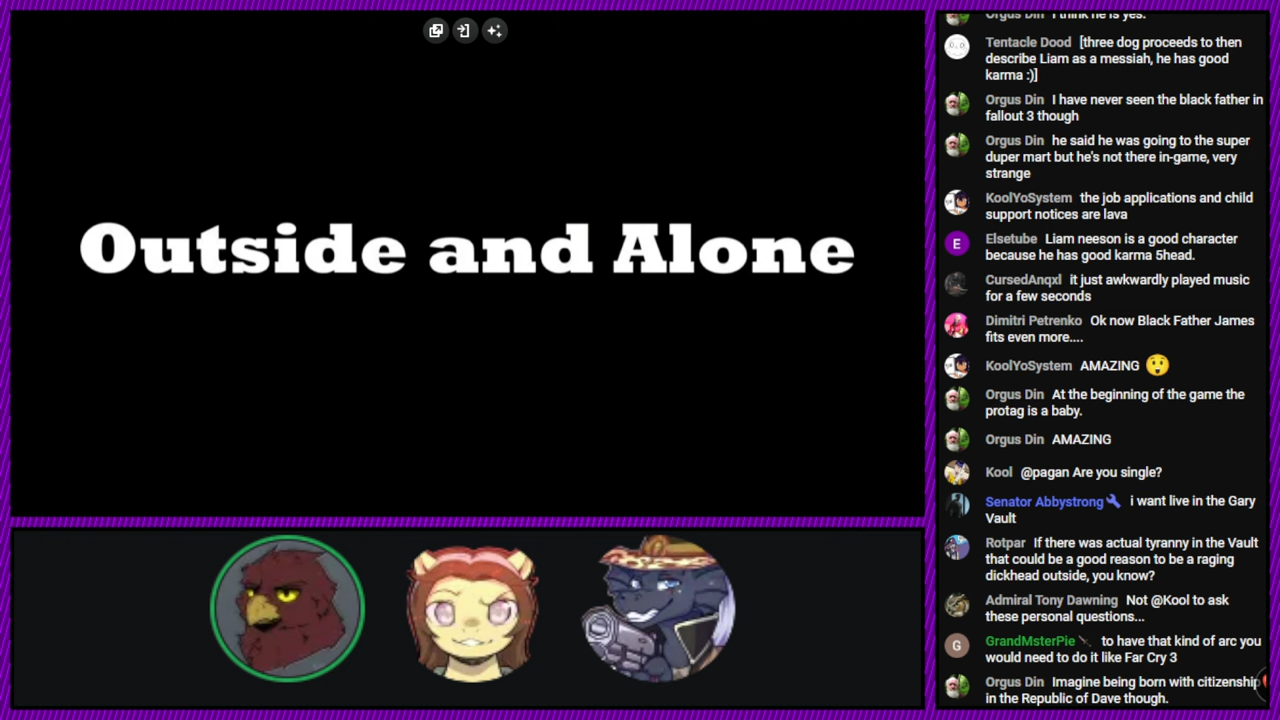 Outside and Alone
Orgus Din I think he is yes.
Tentacle Dood [three dog proceeds to then
describe Liam as a messiah, he has good
karma :)]
Orgus Din I have never seen the black father in
fallout 3 though
Orgus Din he said he was going to the super
duper mart but he's not there in-game, very
strange
KoolYoSystem the job applications and child
support notices are lava
E
Elsetube Liam neeson is a good character
because he has good karma 5head.
CursedAnqxl it just awkwardly played music
for a few seconds
Dimitri Petrenko Ok now Black Father James
fits even more....
KoolYoSystem AMAZING 😲
Orgus Din At the beginning of the game the
protag is a baby.
Orgus Din AMAZING
Kool @pagan Are you single?
Senator Abbystrong i want live in the Gary
Vault
Rotpar If there was actual tyranny in the Vault
that could be a good reason to be a raging
dickhead outside, you know?
Admiral Tony Dawning Not @Kool to ask
these personal questions...
G
GrandMsterPie to have that kind of arc you
would need to do it like Far Cry 3
Orgus Din Imagine being born with citizenship
in the Republic of Dave though.